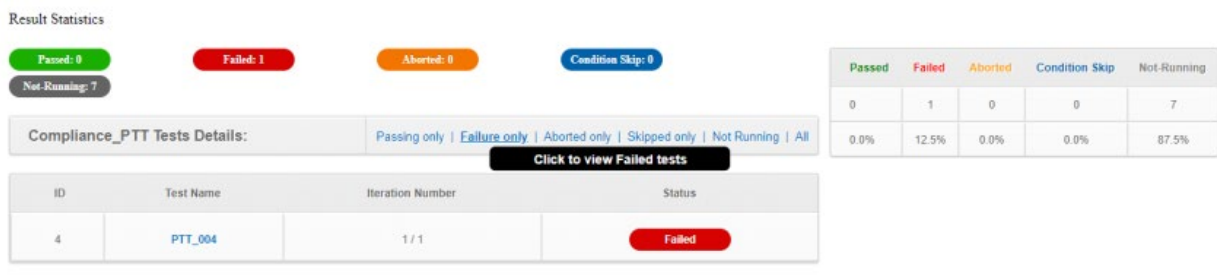 Result Statistics
Passed: 0 Failed: 1 Aborted: 0 Condition Skip: 0
Not-Running: 7
Passed Failed Aborted Condition Skip Not-Running
0 1 0 0 7
0.0% 12.5% 0.0% 0.0% 87.5%
Compliance_PTT Tests Details: Passing only | Failure only | Aborted only | Skipped only | Not Running | All
Click to view Failed tests
ID Test Name Iteration Number Status
4 PTT_004 1 / 1 Failed